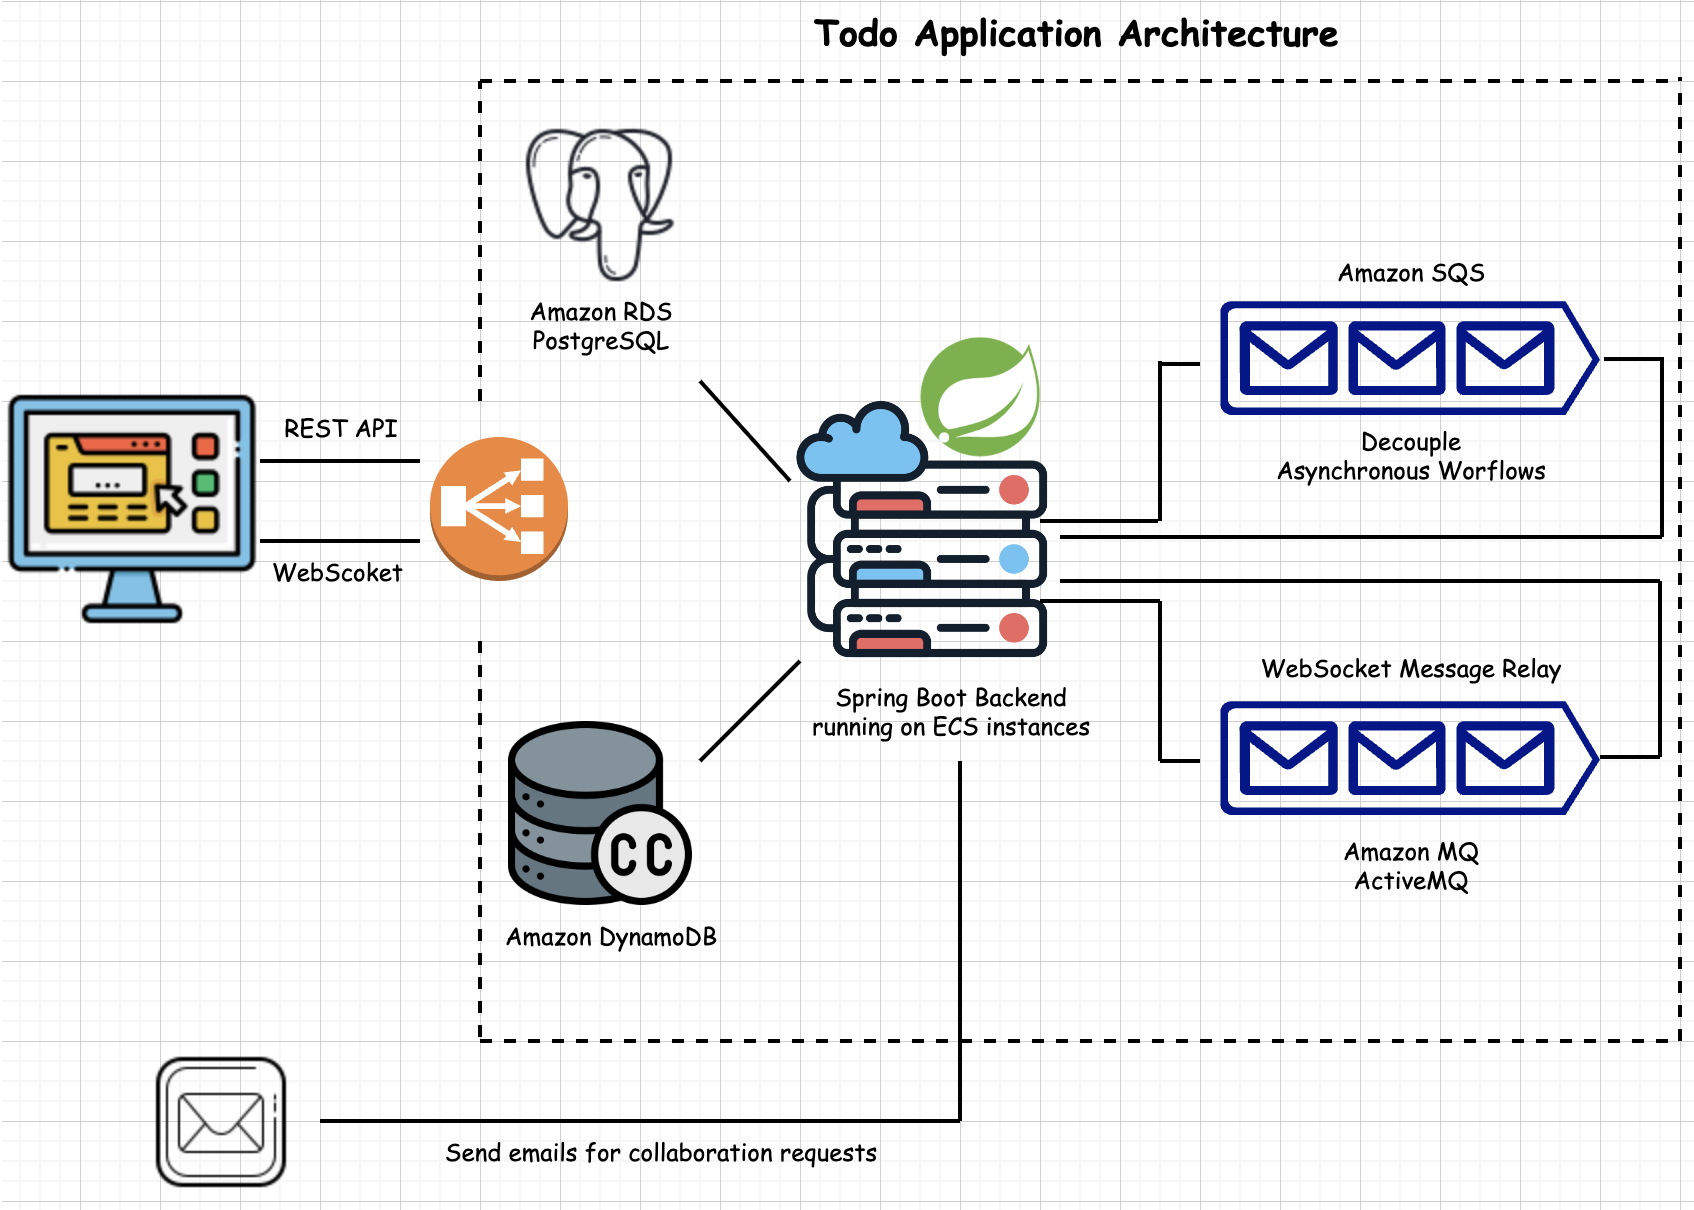 Todo Application Architecture
Amazon RDS
PostgreSQL
Amazon SQS
Decouple
Asynchronous Worflows
REST API
WebScoket
WebSocket Message Relay
Spring Boot Backend
running on ECS instances
Amazon MQ
ActiveMQ
CC
Amazon DynamoDB
Send emails for collaboration requests